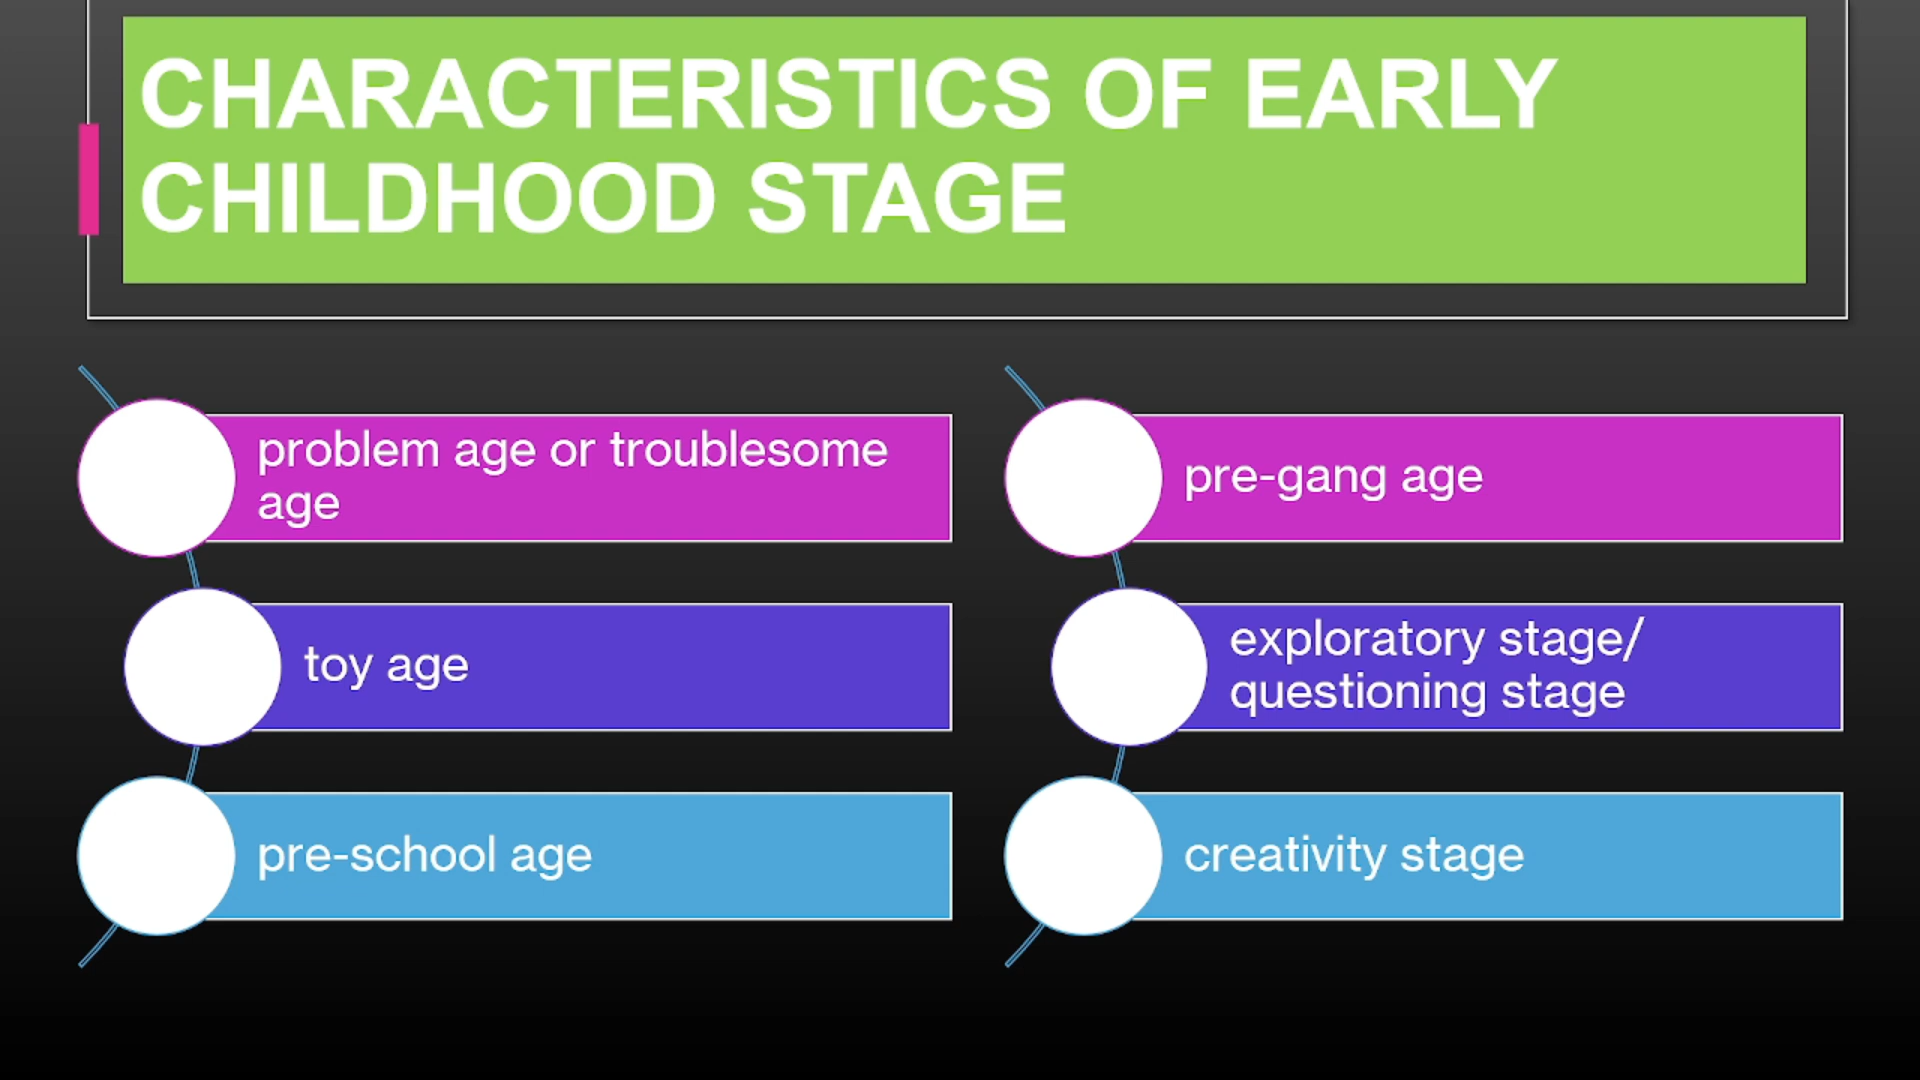 CHARACTERISTICS OF EARLY
CHILDHOOD STAGE
problem age or troublesome
age
toy age
pre-school age
pre-gang age
exploratory stage/
questioning stage
creativity stage